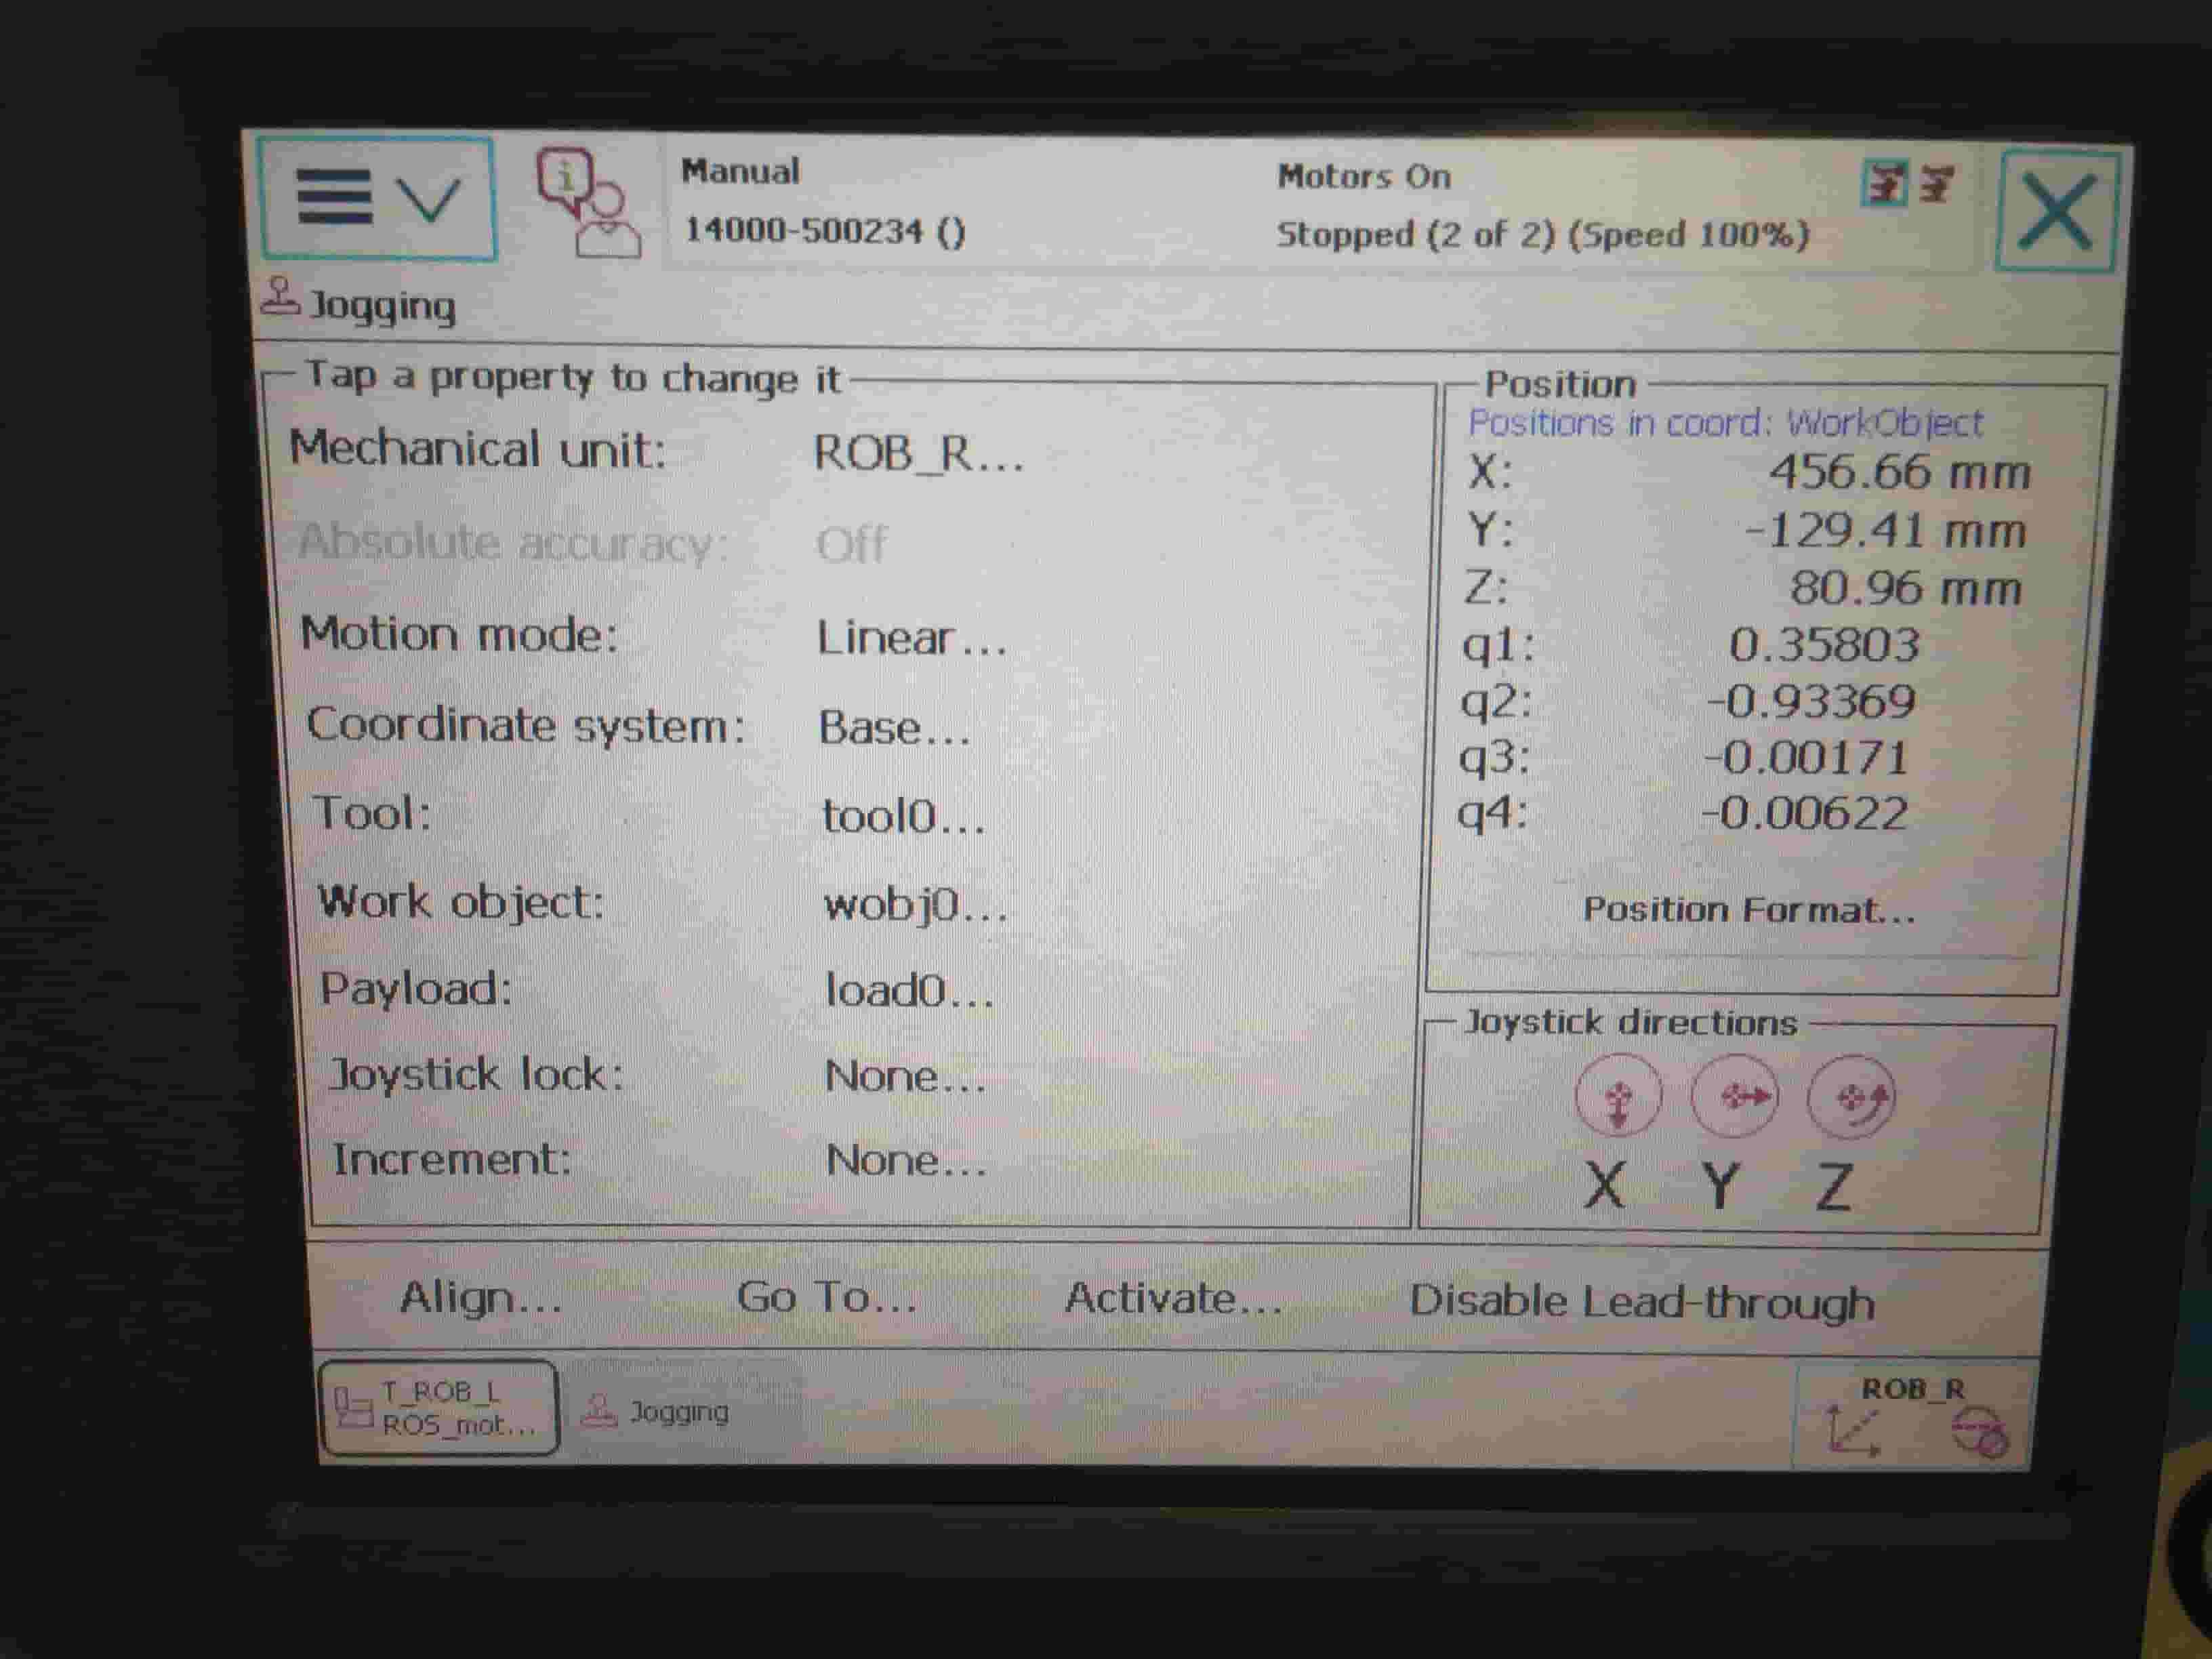 Manual
14000-500234 ()
Motors On
Stopped (2 of 2) (Speed 100%)
Jogging
Tap a property to change it
Mechanical unit: ROB_R...
Absolute accuracy: Off
Motion mode: Linear...
Coordinate system: Base...
Tool: tool0...
Work object: wobj0...
Payload: load0...
Joystick lock: None...
Increment: None...
Position
Positions in coord: WorkObject
X: 456.66 mm
Y: -129.41 mm
Z: 80.96 mm
q1: 0.35803
q2: -0.93369
q3: -0.00171
q4: -0.00622
Position Format...
Joystick directions
X Y Z
Align... Go To... Activate... Disable Lead-through
T_ROB_L
ROS_mot...
Jogging
ROB_R